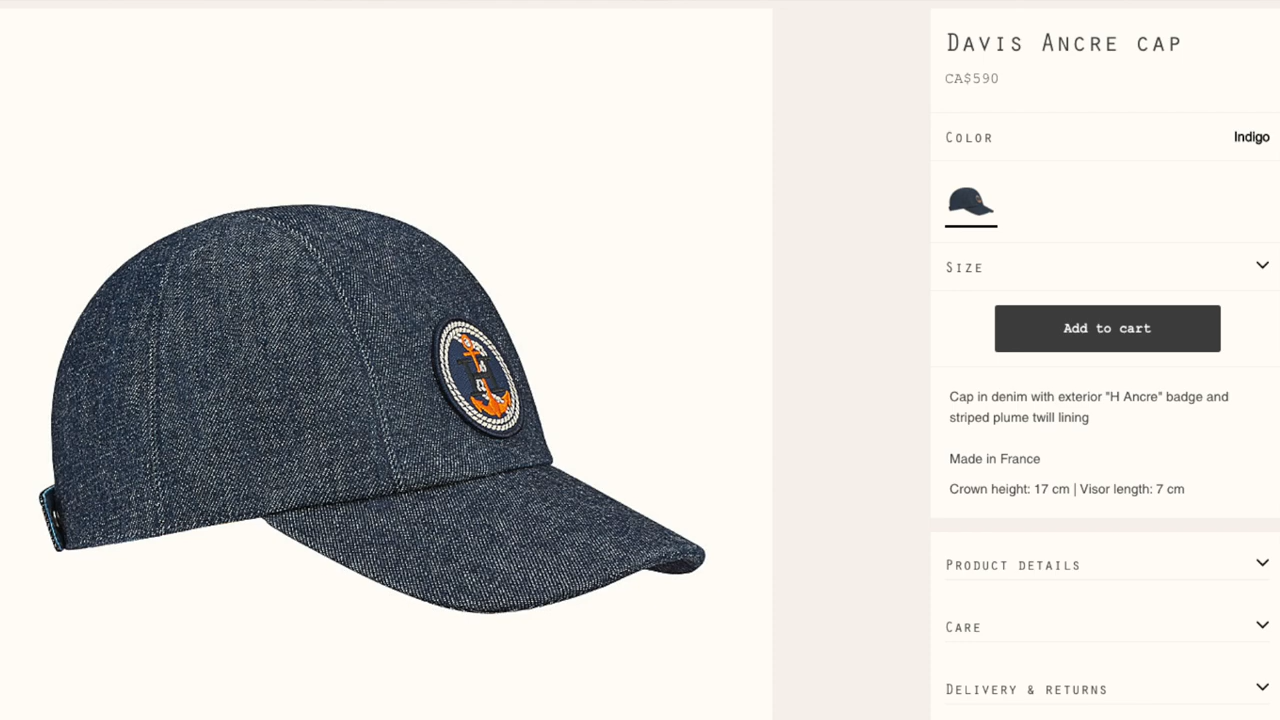 Davis Ancre cap
CA$590
Color
Indigo
Size
Add to cart
Cap in denim with exterior "H Ancre" badge and
striped plume twill lining
Made in France
Crown height: 17 cm | Visor length: 7 cm
Product details
Care
Delivery & returns